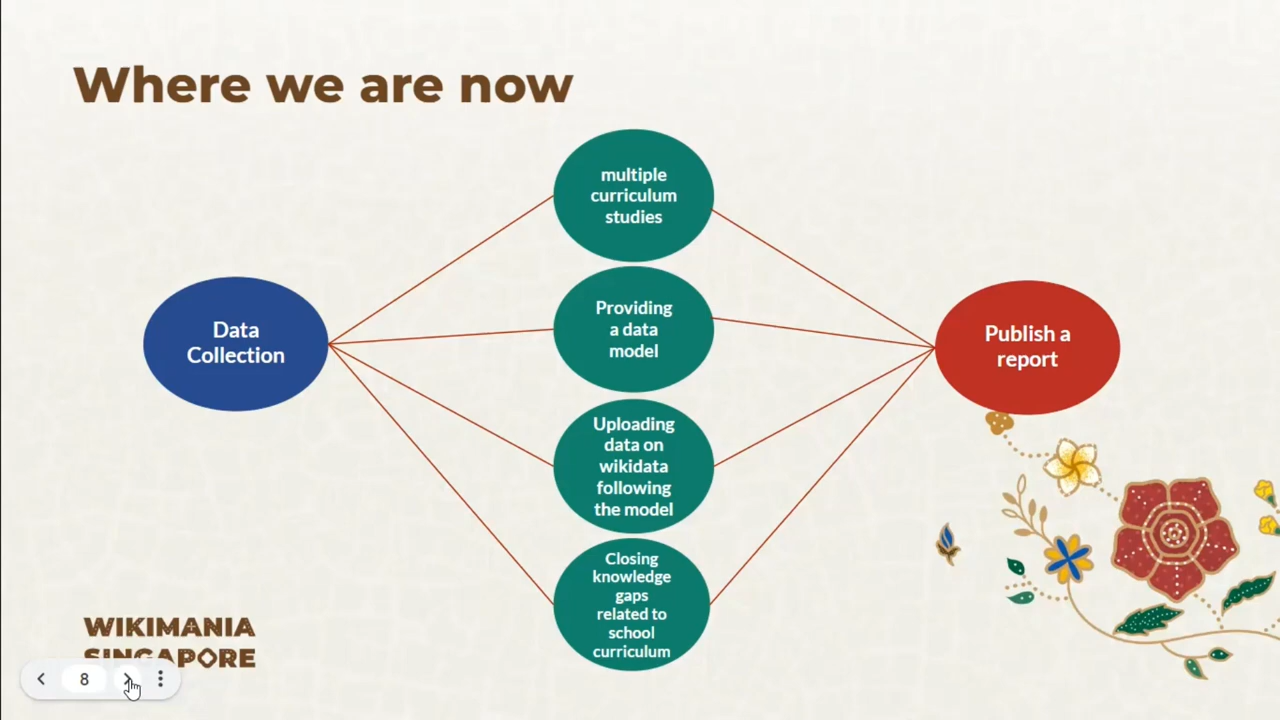 Where we are now
multiple
curriculum
studies
Data
Collection
Providing
a data
model
Publish a
report
Uploading
data on
wikidata
following
the model
Closing
knowledge
gaps
related to
school
curriculum
WIKIMANIA
SINGAPORE
8